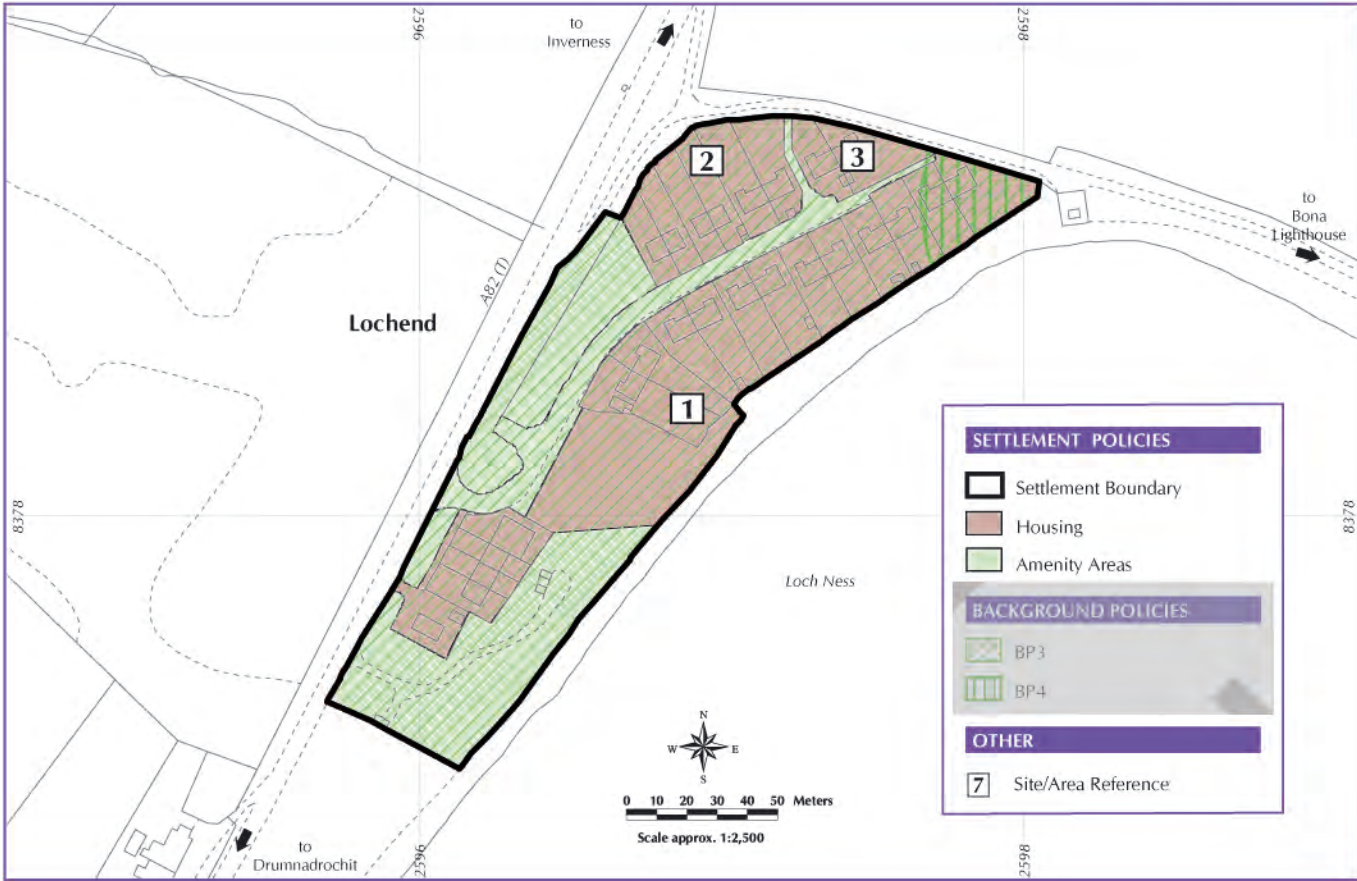 2596
2598
to
Inverness
2
3
to
Bona
Lighthouse
A82 (T)
Lochend
1
SETTLEMENT POLICIES
Settlement Boundary
Housing
Amenity Areas
8378
8378
Loch Ness
BACKGROUND POLICIES
BP3
BP4
OTHER
7 Site/Area Reference
N
W E
S
0 10 20 30 40 50 Meters
Scale approx. 1:2,500
to
Drumnadrochit
2596
2598